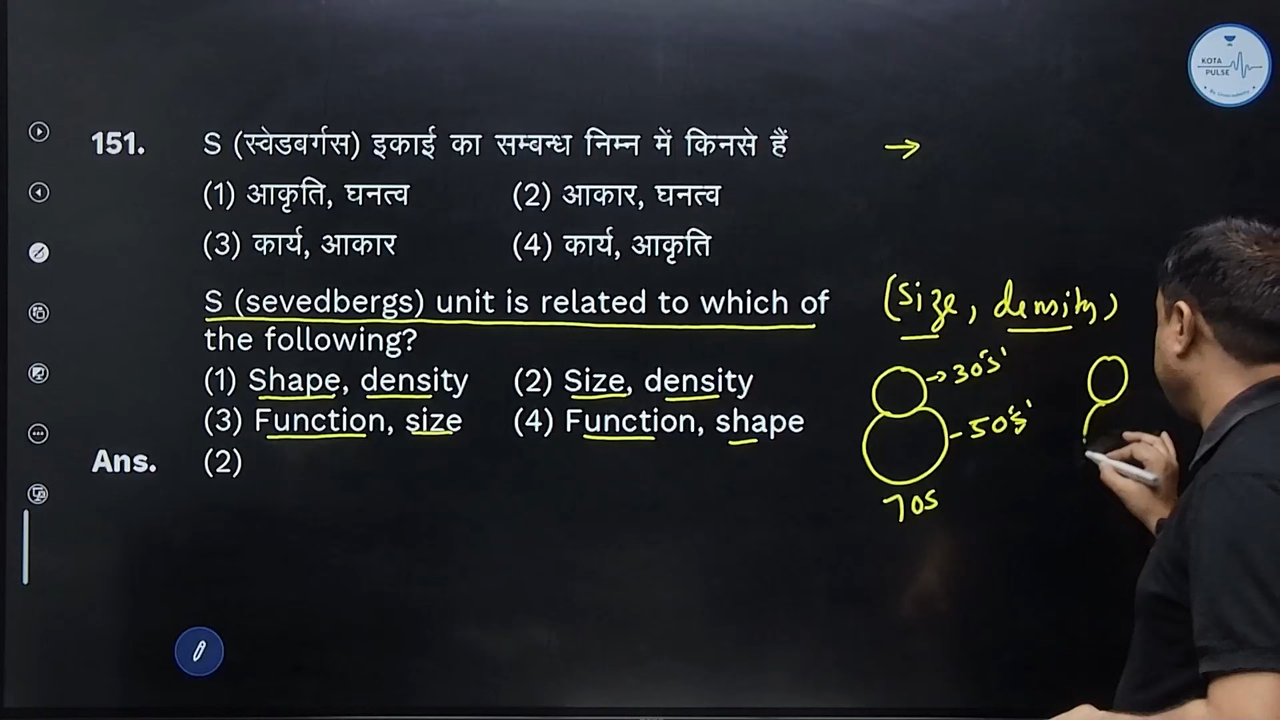 KOTA
PULSE
151. S (स्वेडबर्गस) इकाई का सम्बन्ध निम्न में किनसे हैं →
(1) आकृति, घनत्व (2) आकार, घनत्व
(3) कार्य, आकार (4) कार्य, आकृति
S (sevedbergs) unit is related to which of
the following?
(1) Shape, density (2) Size, density
(3) Function, size (4) Function, shape
Ans. (2)
(Size, density)
→30's'
-50's'
70s